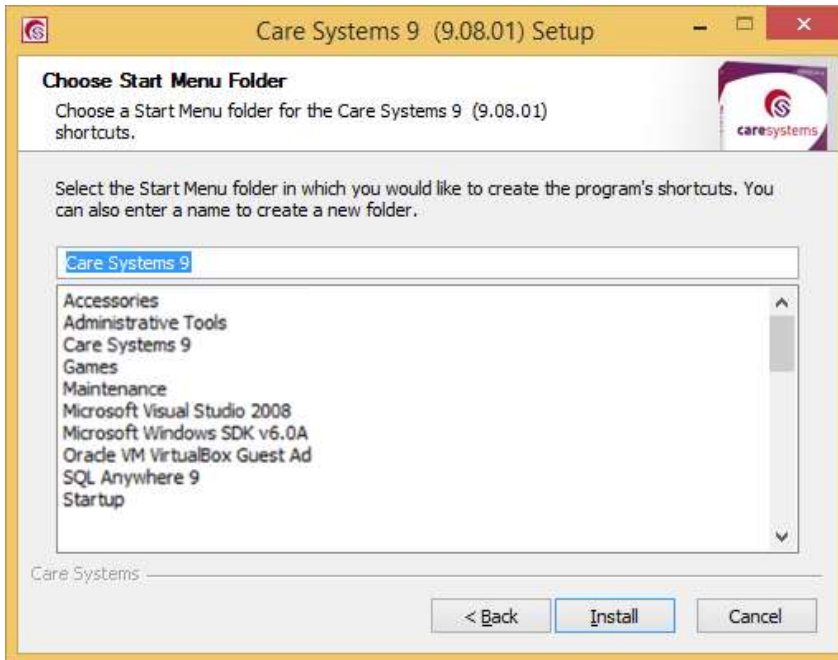 Care Systems 9  (9.08.01) Setup
Choose Start Menu Folder
Choose a Start Menu folder for the Care Systems 9  (9.08.01)
shortcuts.
caresystems
Select the Start Menu folder in which you would like to create the program's shortcuts. You
can also enter a name to create a new folder.
Care Systems 9
Accessories
Administrative Tools
Care Systems 9
Games
Maintenance
Microsoft Visual Studio 2008
Microsoft Windows SDK v6.0A
Oracle VM VirtualBox Guest Ad
SQL Anywhere 9
Startup
Care Systems
< Back
Install
Cancel